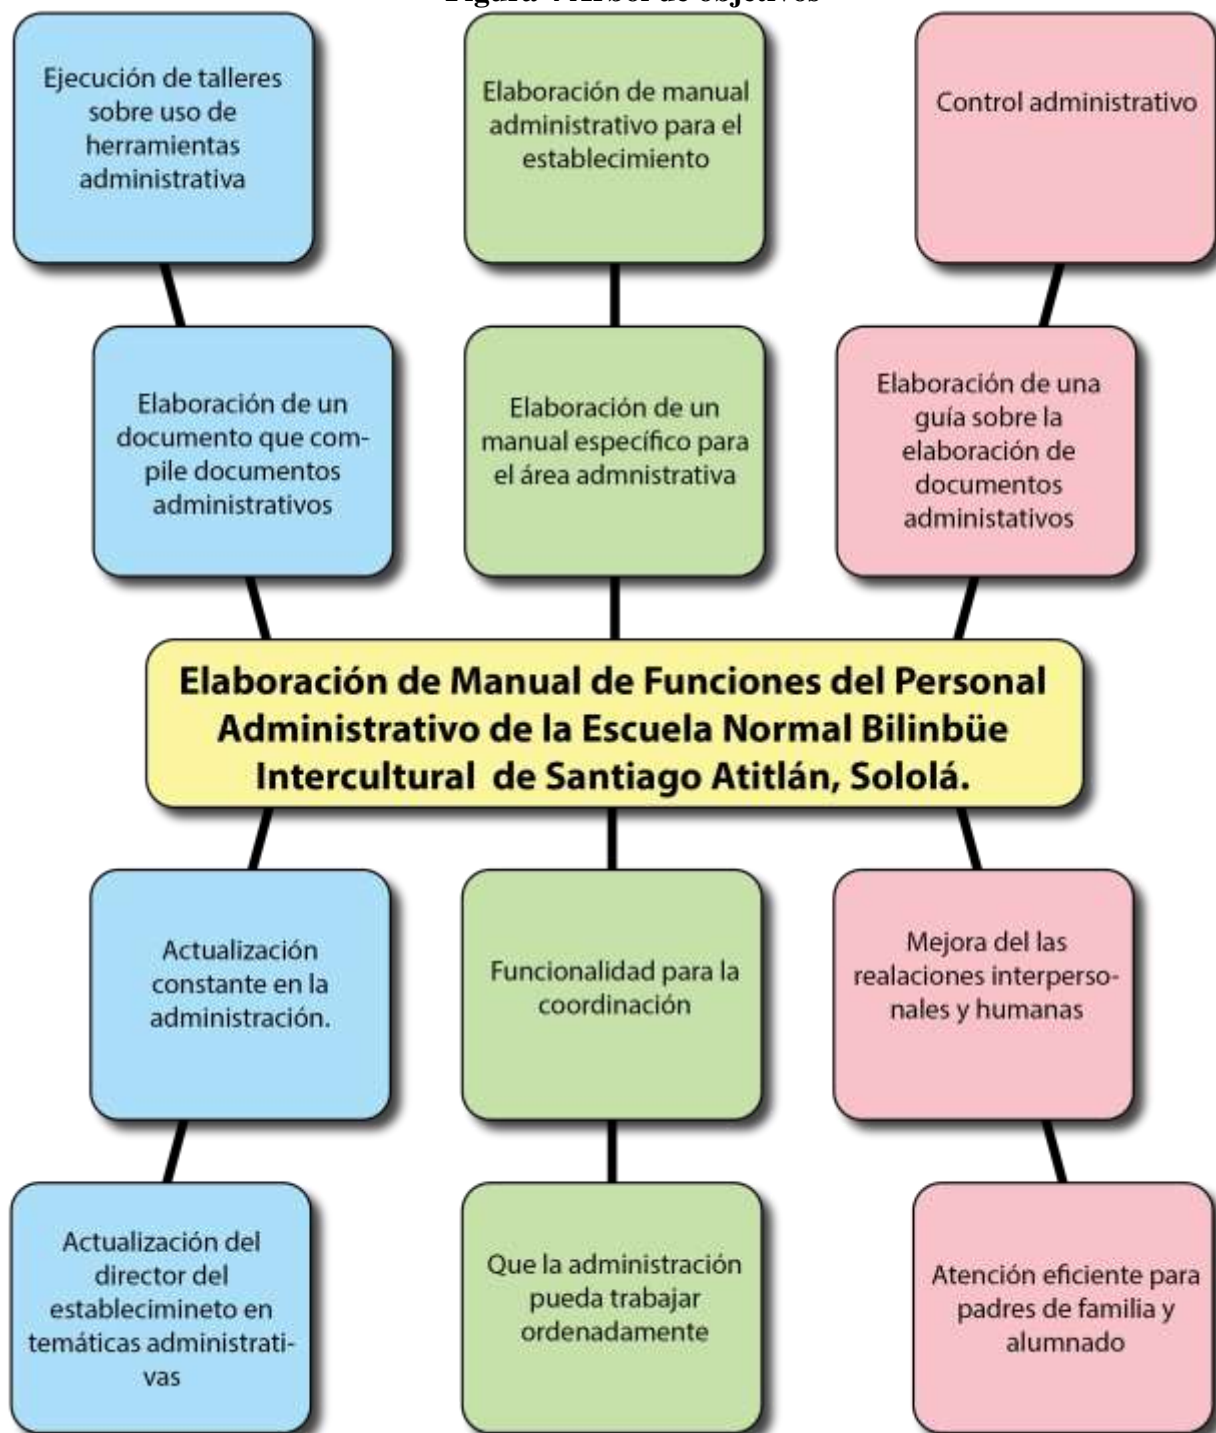 Figura 4 Árbol de objetivos
Ejecución de talleres
sobre uso de
herramientas
administrativa
Elaboración de manual
administrativo para el
establecimiento
Control administrativo
Elaboración de un
documento que com-
pile documentos
administrativos
Elaboración de un
manual específico para
el área admnistrativa
Elaboración de una
guía sobre la
elaboración de
documentos
administativos
Elaboración de Manual de Funciones del Personal
Administrativo de la Escuela Normal Bilinbüe
Intercultural de Santiago Atitlán, Sololá.
Actualización
constante en la
administración.
Funcionalidad para la
coordinación
Mejora del las
realaciones interperso-
nales y humanas
Actualización del
director del
establecimineto en
temáticas administrati-
vas
Que la administración
pueda trabajar
ordenadamente
Atención eficiente para
padres de familia y
alumnado